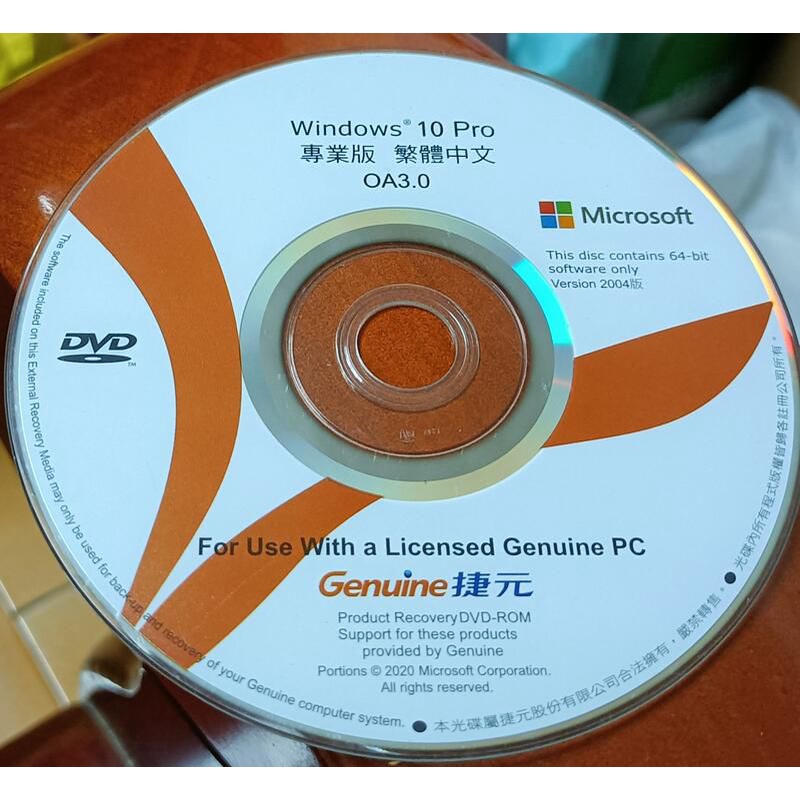 Windows® 10 Pro
專業版 繁體中文
OA3.0
Microsoft
This disc contains 64-bit
software only
Version 2004版
DVD
TM
For Use With a Licensed Genuine PC
Genuine捷元
Product Recovery DVD-ROM
Support for these products
provided by Genuine
Portions © 2020 Microsoft Corporation.
All rights reserved.
The software included on this External Recovery Media may only be used for back-up and recovery of your Genuine computer system.
●本光碟屬捷元股份有限公司合法擁有，嚴禁轉售。●光碟內所有程式版權皆歸各註冊公司所有。